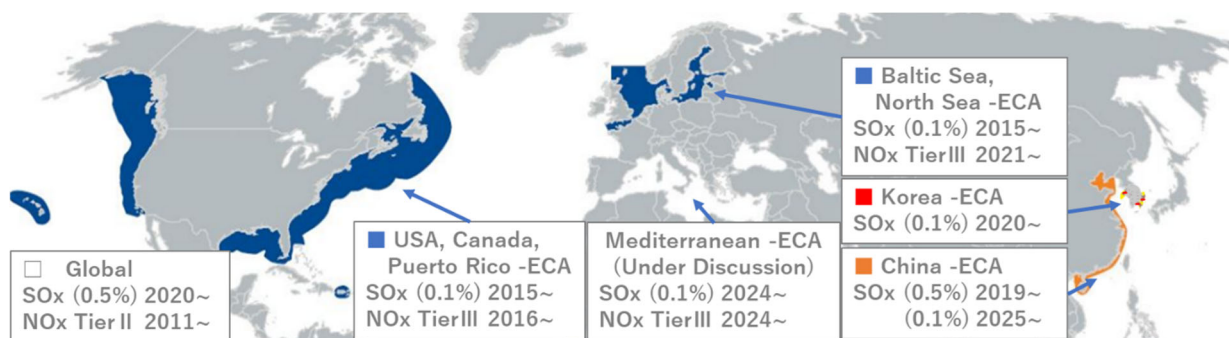 Global
SOx (0.5%) 2020~
NOx TierⅡ 2011~
USA, Canada,
Puerto Rico -ECA
SOx (0.1%) 2015~
NOx TierⅢ 2016~
Mediterranean -ECA
(Under Discussion)
SOx (0.1%) 2024~
NOx TierⅢ 2024~
Baltic Sea,
North Sea -ECA
SOx (0.1%) 2015~
NOx TierⅢ 2021~
Korea -ECA
SOx (0.1%) 2020~
China -ECA
SOx (0.5%) 2019~
(0.1%) 2025~